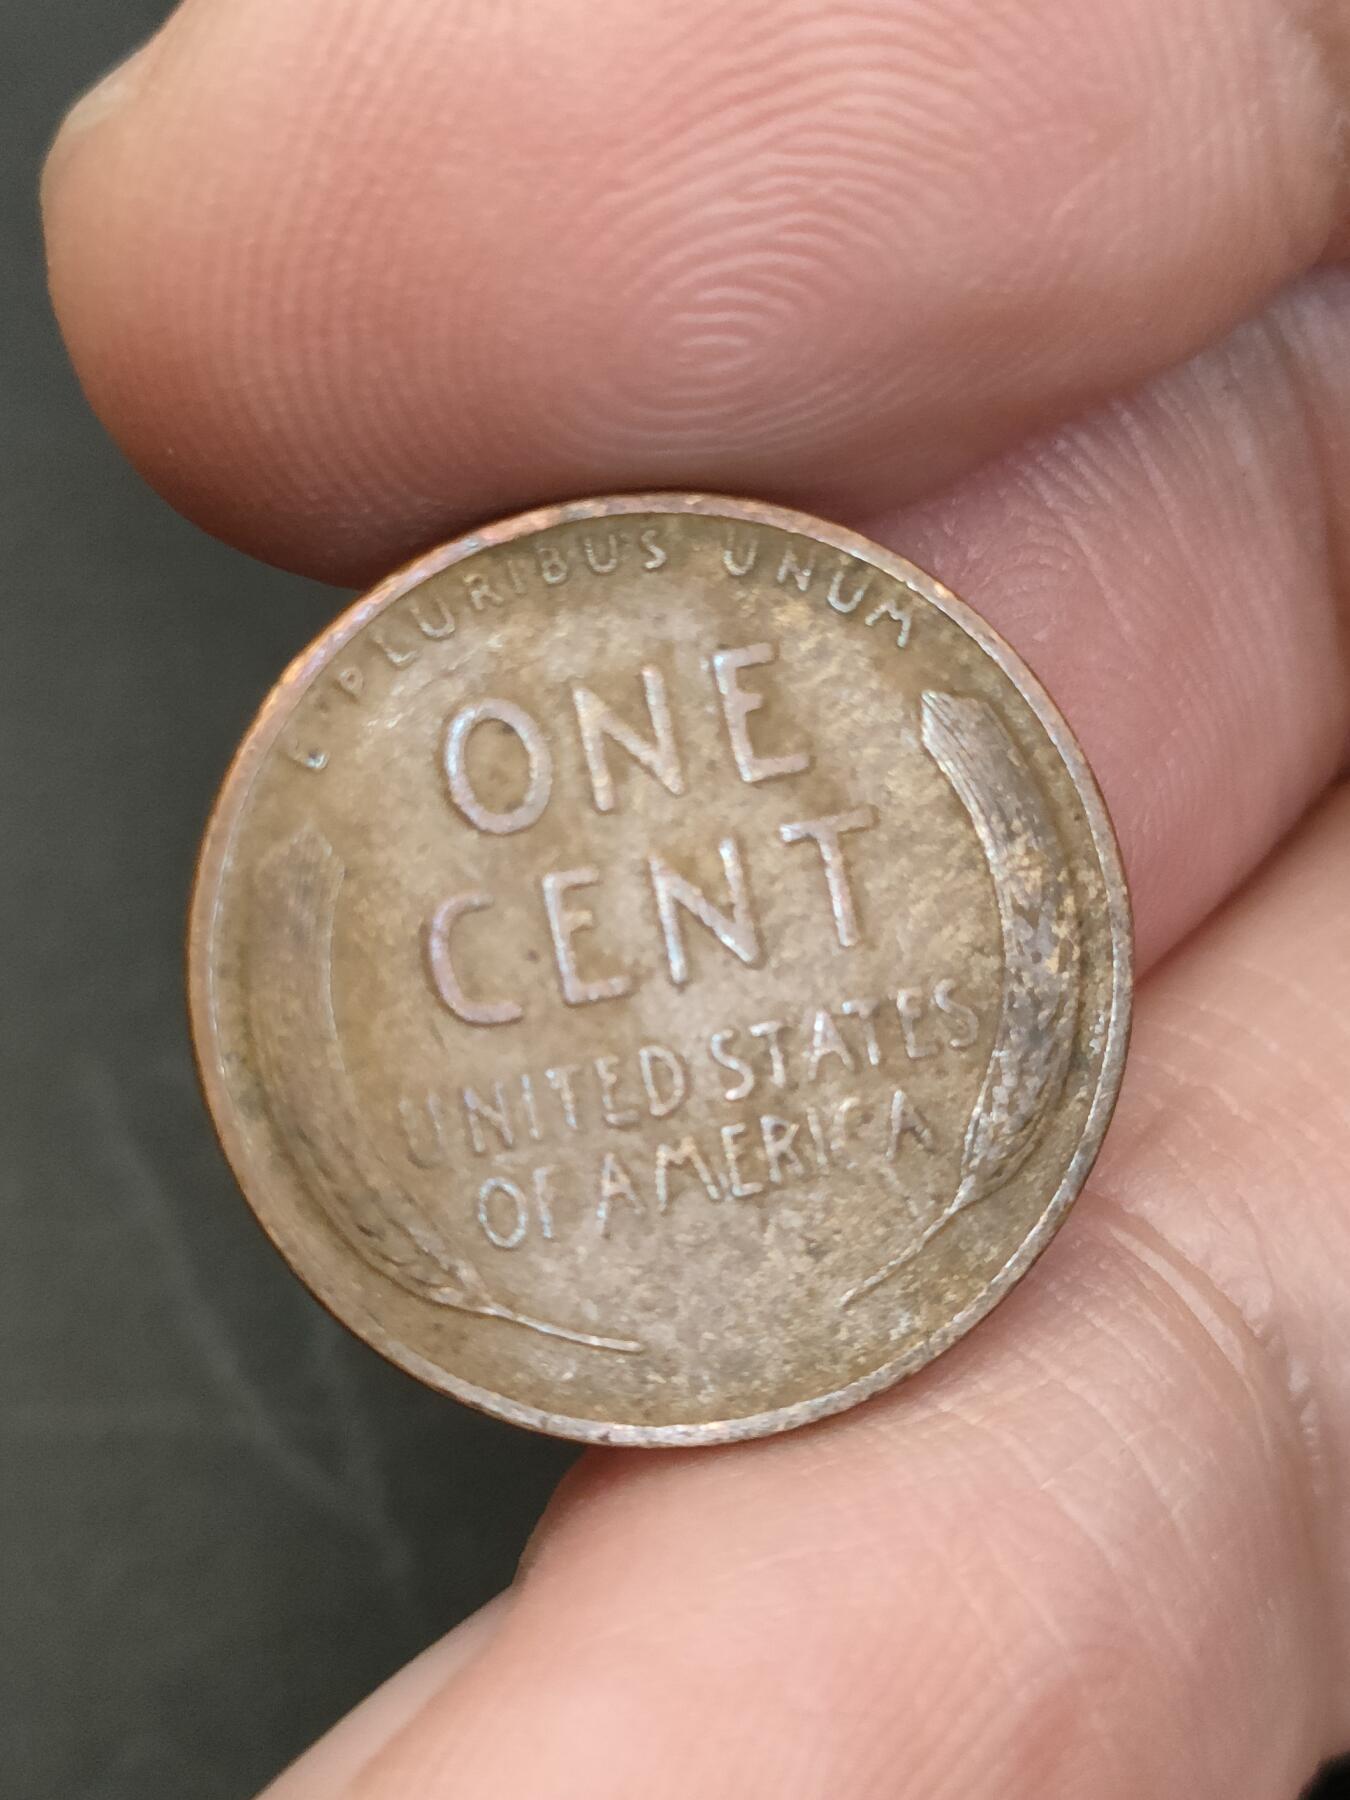 E PLURIBUS UNUM
ONE
CENT
UNITED STATES
OF AMERICA